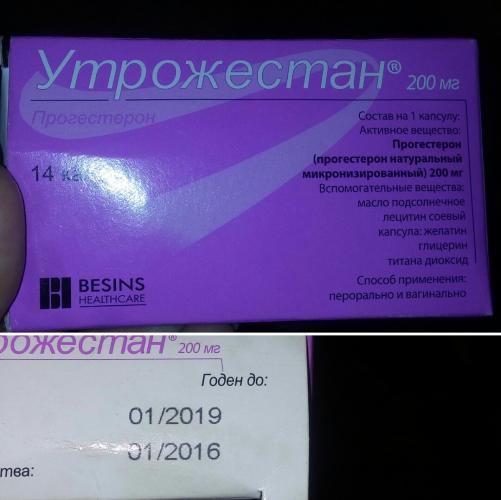 Утрожестан® 200 мг
Прогестерон
14 ка
Состав на 1 капсулу:
Активное вещество:
Прогестерон
(прогестерон натуральный
микронизированный) 200 мг
Вспомогательные вещества:
масло подсолнечное
лецитин соевый
капсула: желатин
глицерин
титана диоксид
Способ применения:
перорально и вагинально
BESINS
HEALTHCARE
рожестан® 200 мг
Годен до:
01/2019
01/2016
тва: